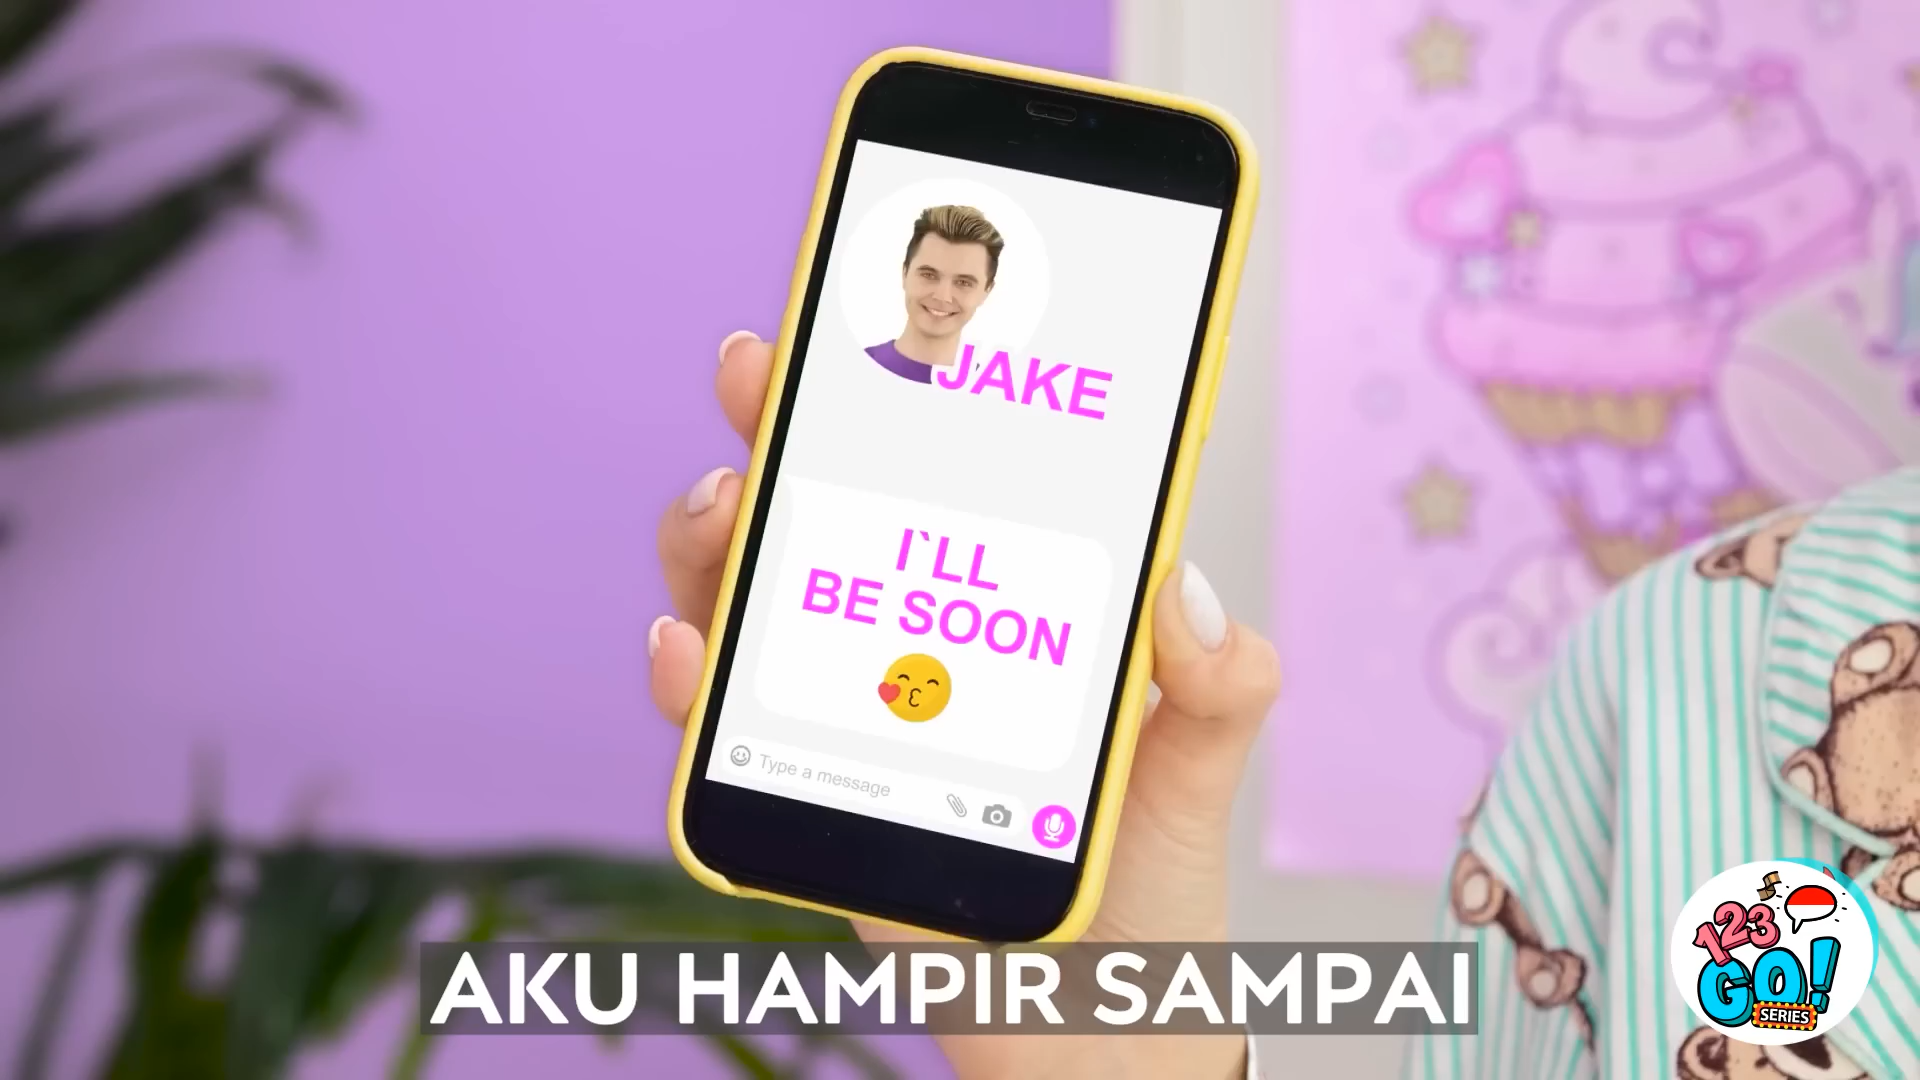 JAKE
I`LL
BE SOON
Type a message
AKU HAMPIR SAMPAI
123
GO!
SERIES